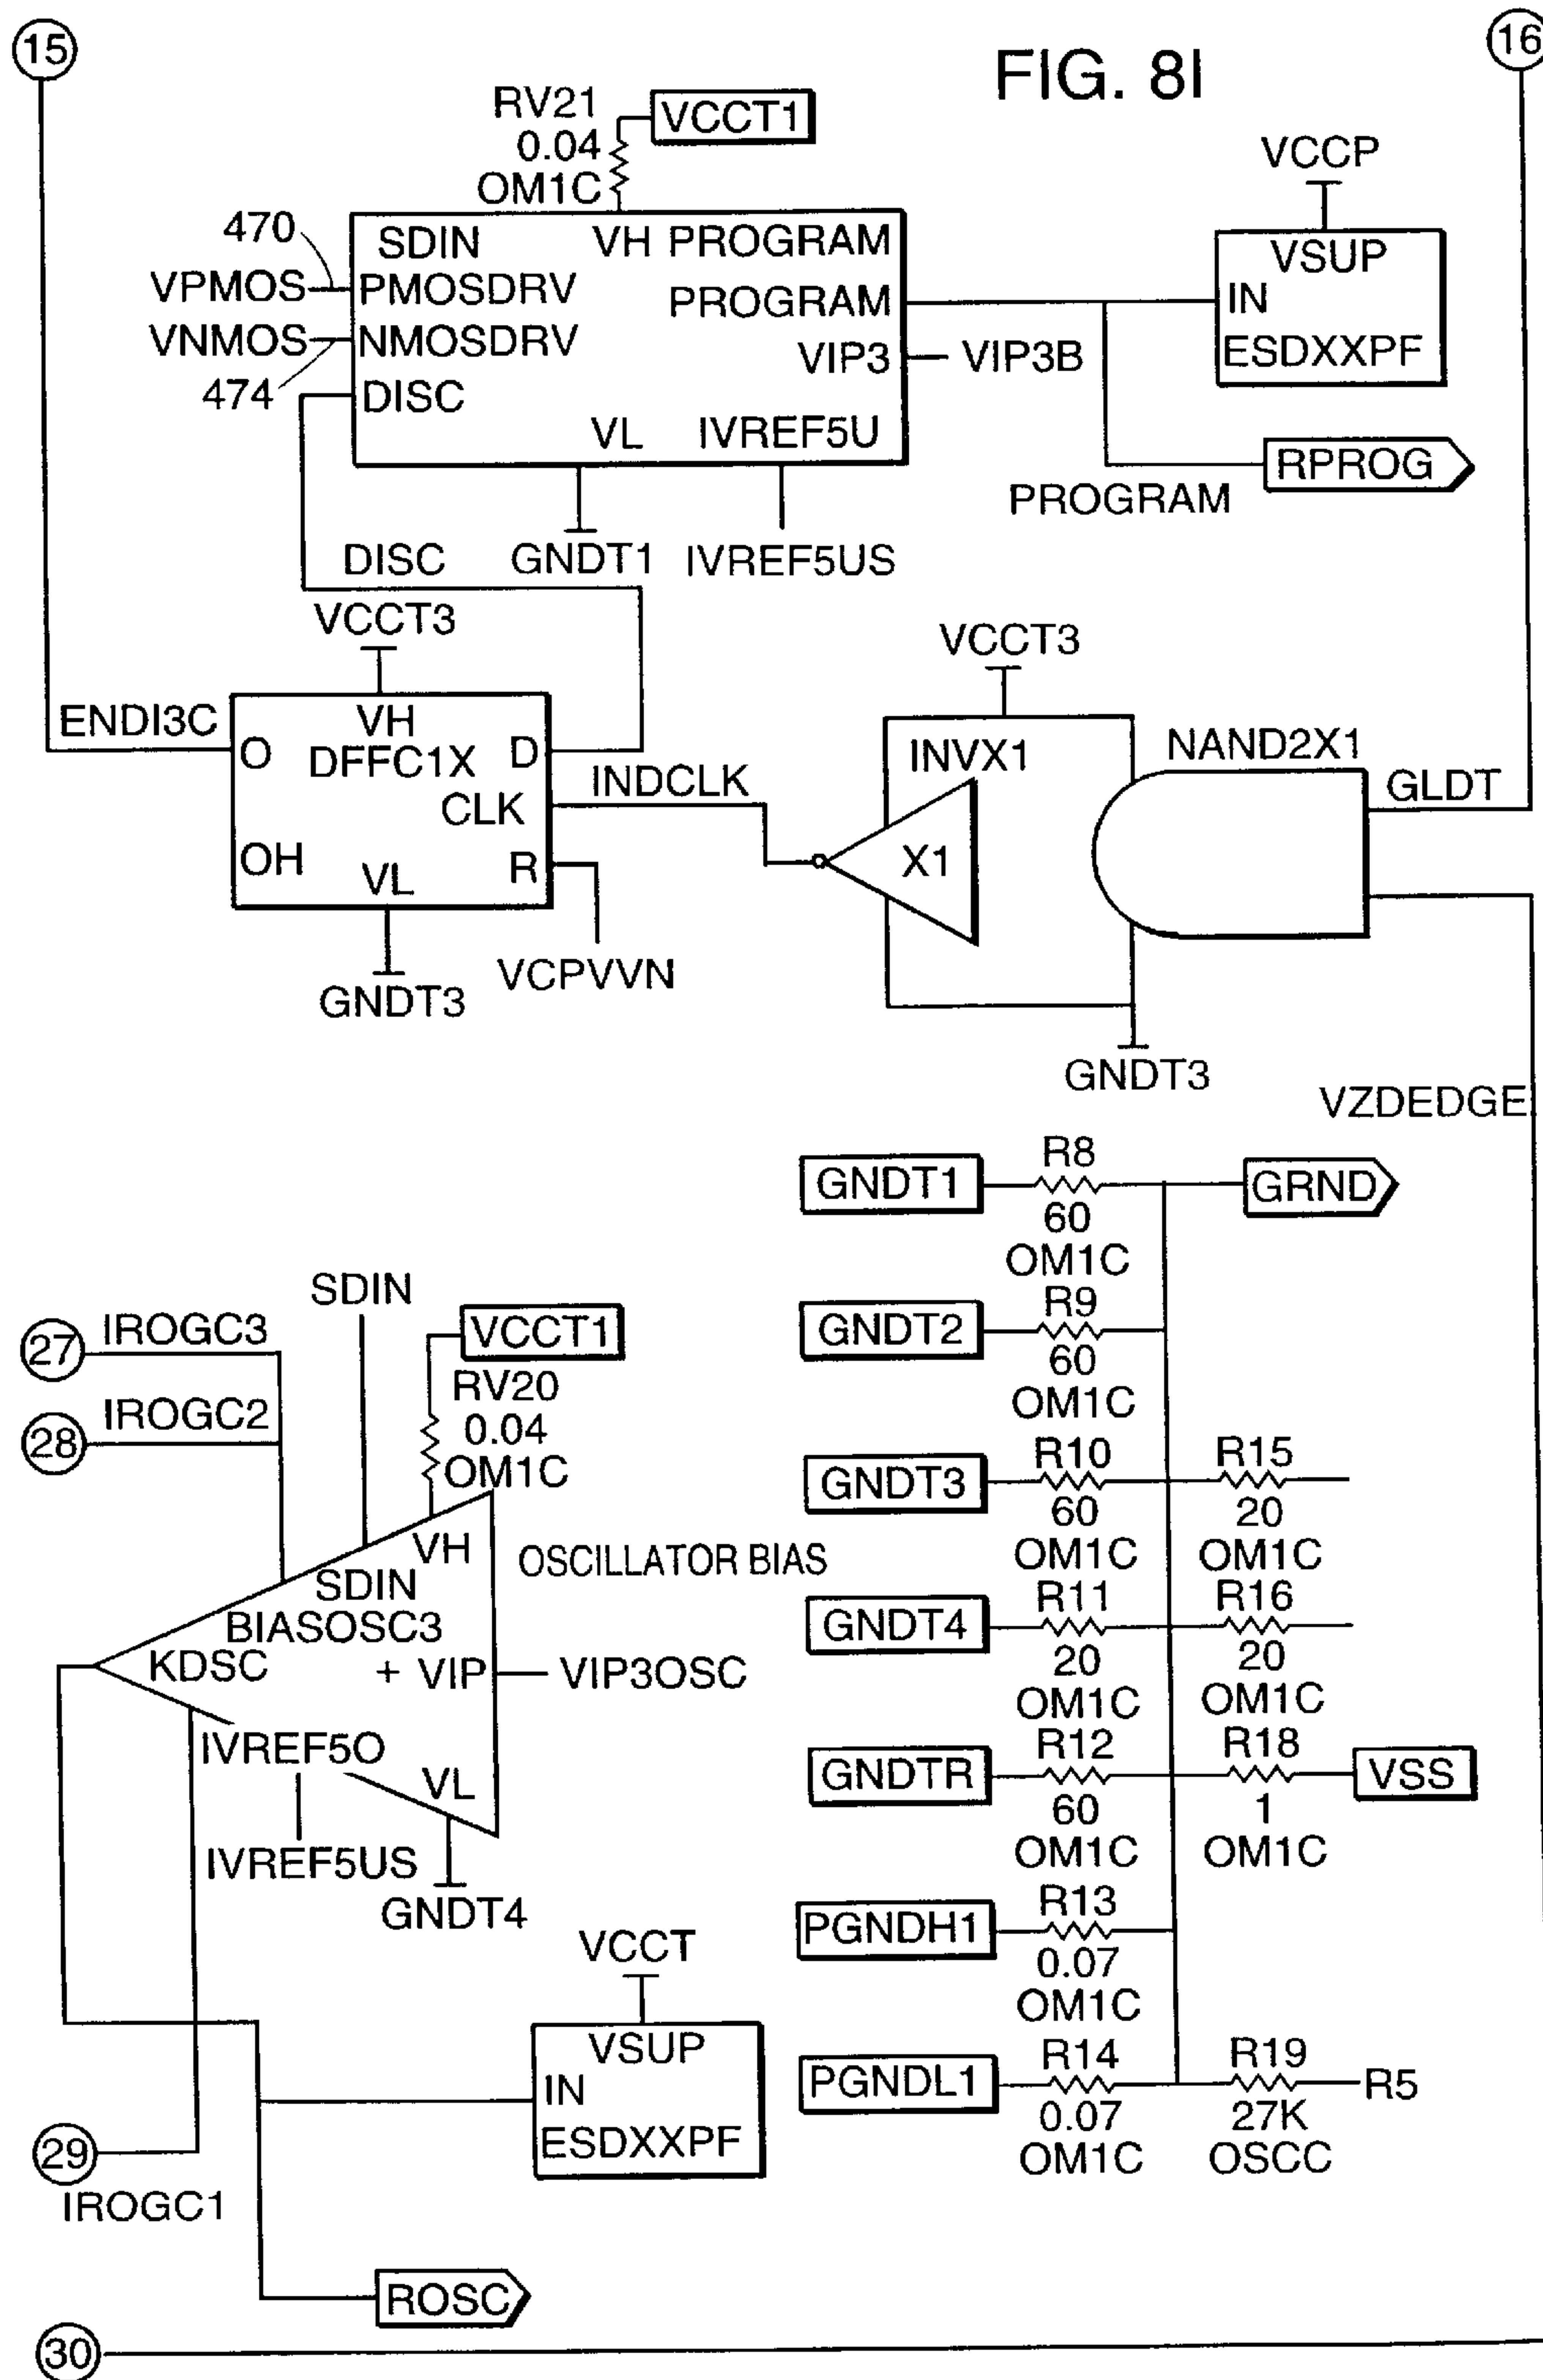 15
FIG. 8I
16
RV21
0.04
OM1C
VCCT1
VCCP
470
SDIN
VH PROGRAM
VSUP
VPMOS
PMOSDRV
PROGRAM
IN
VNMOS
NMOSDRV
VIP3
VIP3B
ESDXXPF
474
DISC
VL
IVREF5U
RPROG
PROGRAM
DISC
GNDT1
IVREF5US
VCCT3
VCCT3
ENDI3C
VH
O
DFFC1X
D
INDCLK
INVX1
NAND2X1
GLDT
CLK
OH
VL
R
X1
GNDT3
VCPVVN
GNDT3
VZDEDGE
GNDT1
R8
60
OM1C
GRND
GNDT2
R9
60
OM1C
SDIN
27
IROGC3
VCCT1
28
IROGC2
RV20
0.04
OM1C
GNDT3
R10
60
OM1C
R15
20
OM1C
VH
OSCILLATOR BIAS
SDIN
BIASOSC3
KDSC
+ VIP
VIP3OSC
GNDT4
R11
20
OM1C
R16
20
OM1C
IVREF5O
VL
GNDTR
R12
60
OM1C
R18
1
OM1C
VSS
IVREF5US
GNDT4
PGNDH1
R13
0.07
OM1C
VCCT
VSUP
IN
ESDXXPF
PGNDL1
R14
0.07
OM1C
R19
27K
OSCC
R5
29
IROGC1
ROSC
30